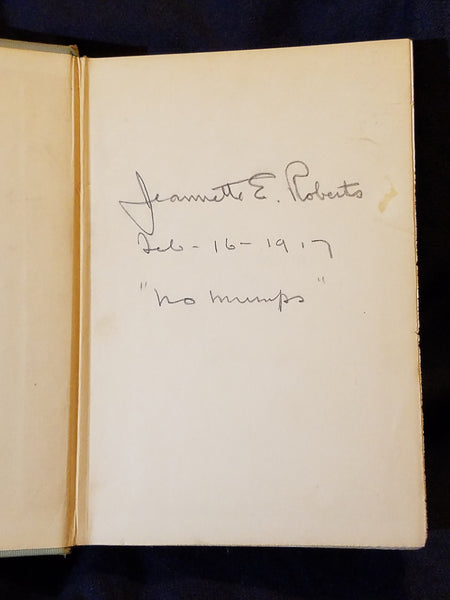 Jeannette E. Roberts
Feb - 16 - 1917
"no mumps"